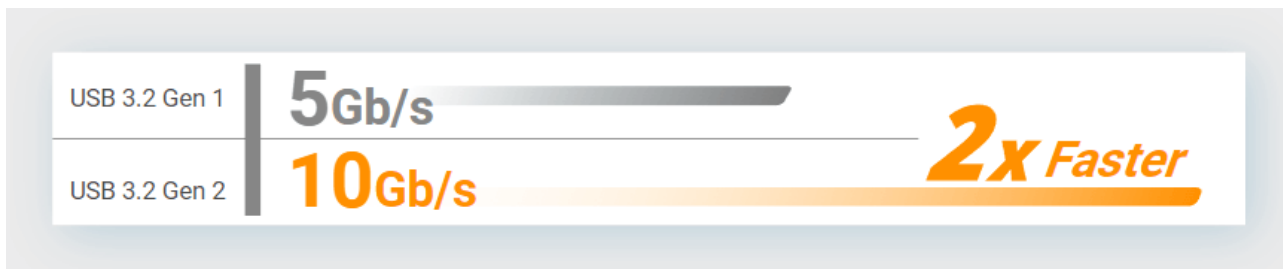 USB 3.2 Gen 1
5Gb/s
2x Faster
USB 3.2 Gen 2
10Gb/s